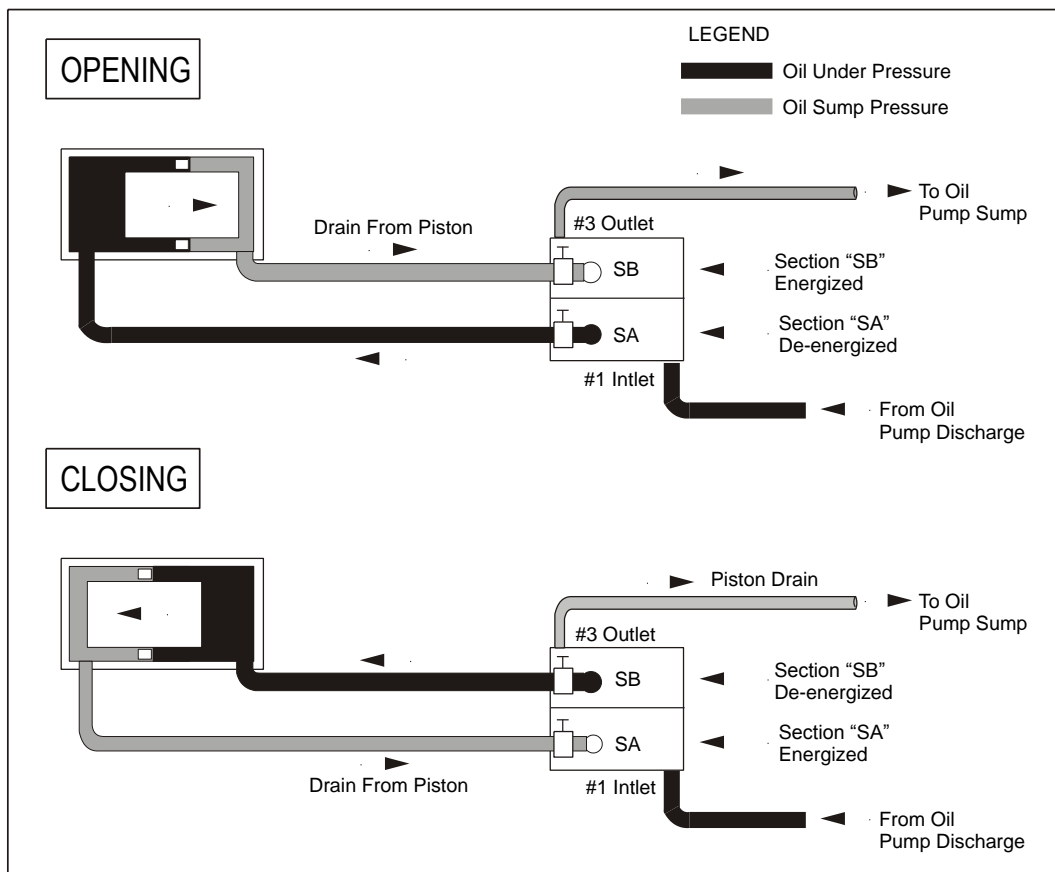 LEGEND
OPENING
Oil Under Pressure
Oil Sump Pressure
To Oil
Pump Sump
Drain From Piston
#3 Outlet
SB
Section “SB”
Energized
SA
Section “SA”
De-energized
#1 Intlet
From Oil
Pump Discharge
CLOSING
Piston Drain
To Oil
Pump Sump
#3 Outlet
SB
Section “SB”
De-energized
SA
Section “SA”
Energized
Drain From Piston
#1 Intlet
From Oil
Pump Discharge